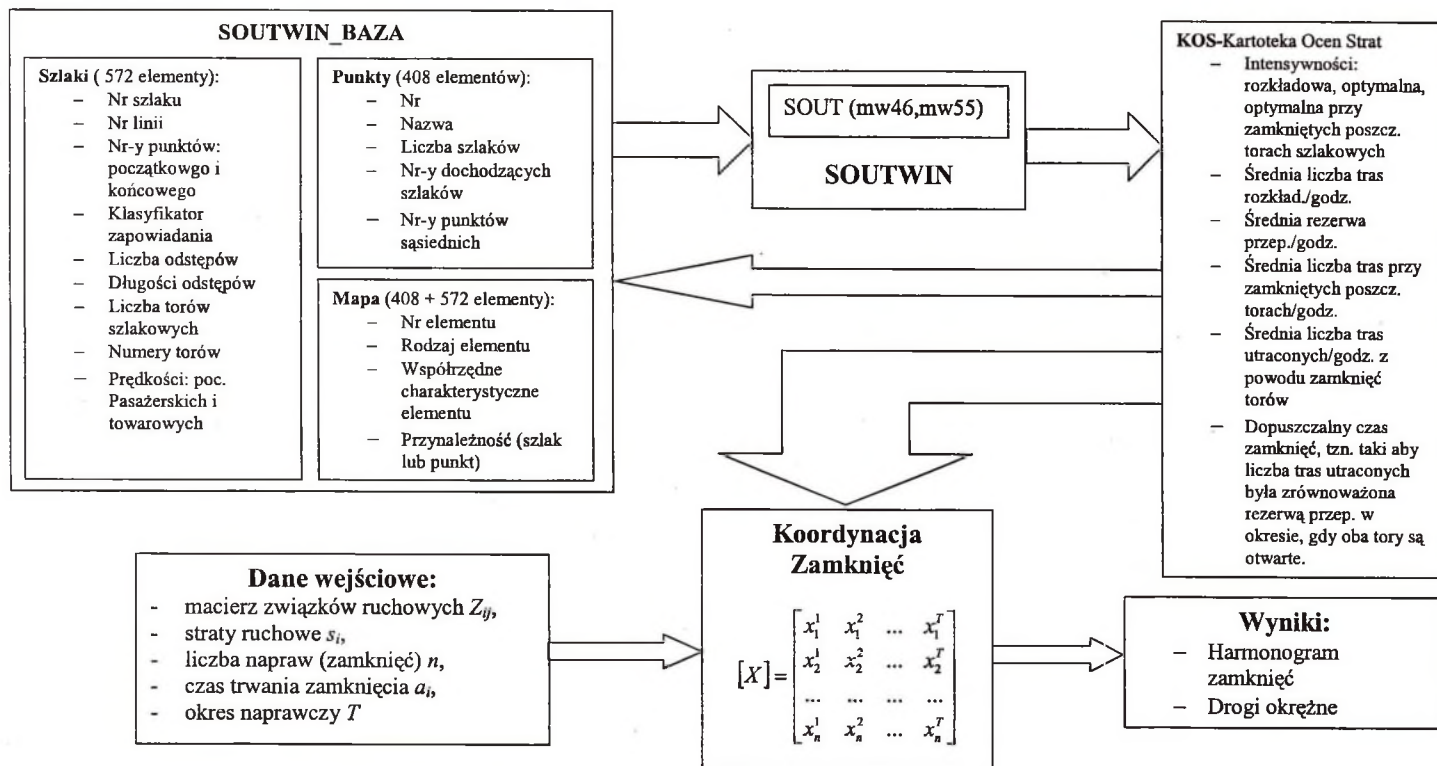 SOUTWIN_BAZA
Szlaki ( 572 elementy):
– Nr szlaku
– Nr linii
– Nr-y punktów:
początkowgo i
końcowego
– Klasyfikator
zapowiadania
– Liczba odstępów
– Długości odstępów
– Liczba torów
szlakowych
– Numery torów
– Prędkości: poc.
Pasażerskich i
towarowych
Punkty (408 elementów):
– Nr
– Nazwa
– Liczba szlaków
– Nr-y dochodzących
szlaków
– Nr-y punktów
sąsiednich
Mapa (408 + 572 elementy):
– Nr elementu
– Rodzaj elementu
– Współrzędne
charakterystyczne
elementu
– Przynależność (szlak
lub punkt)
SOUT (mw46,mw55)
SOUTWIN
KOS-Kartoteka Ocen Strat
– Intensywności:
rozkładowa, optymalna,
optymalna przy
zamkniętych poszcz.
torach szlakowych
– Średnia liczba tras
rozkład./godz.
– Średnia rezerwa
przep./godz.
– Średnia liczba tras przy
zamkniętych poszcz.
torach/godz.
– Średnia liczba tras
utraconych/godz. z
powodu zamknięć
torów
– Dopuszczalny czas
zamknięć, tzn. taki aby
liczba tras utraconych
była zrównoważona
rezerwą przep. w
okresie, gdy oba tory są
otwarte.
Dane wejściowe:
- macierz związków ruchowych Z_ij,
- straty ruchowe s_i,
- liczba napraw (zamknięć) n,
- czas trwania zamknięcia a_i,
- okres naprawczy T
Koordynacja
Zamknięć
x_1^1 x_1^2 ... x_1^T
x_2^1 x_2^2 ... x_2^T
[X]=
... ... ... ...
x_n^1 x_n^2 ... x_n^T
Wyniki:
– Harmonogram
zamknięć
– Drogi okrężne